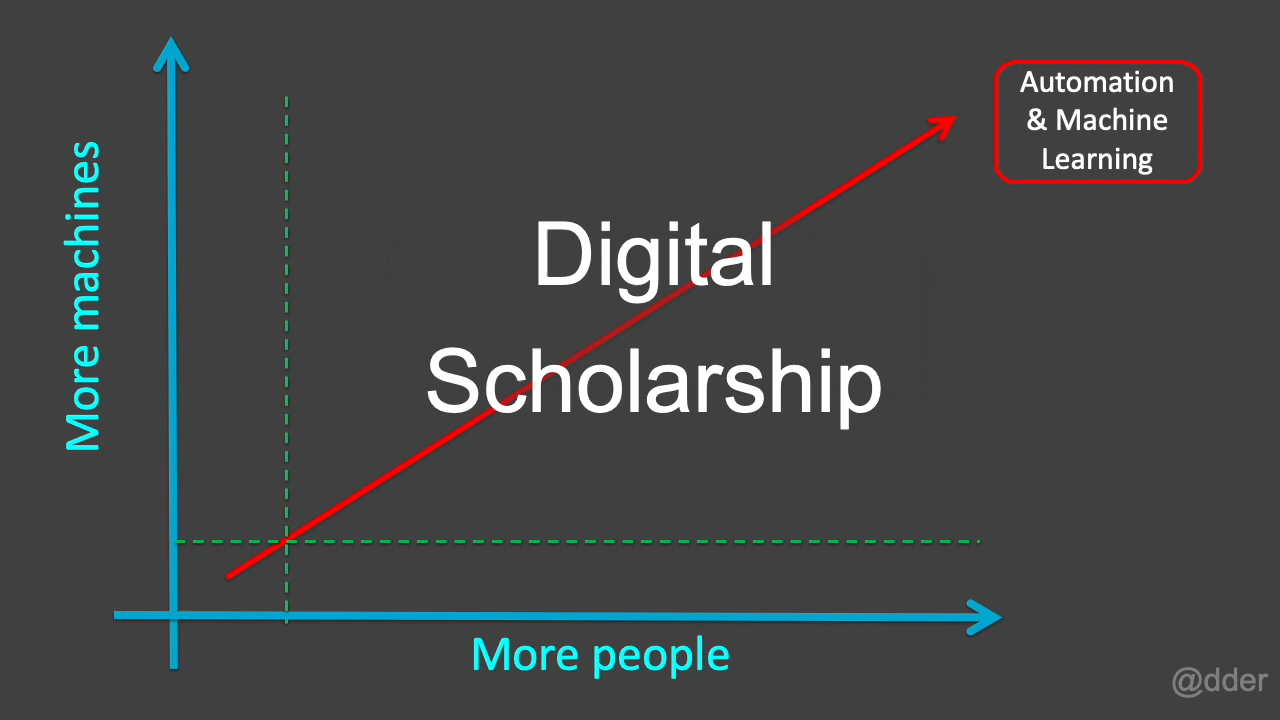 Automation
& Machine
Learning
More machines
Digital
Scholarship
More people
@dder